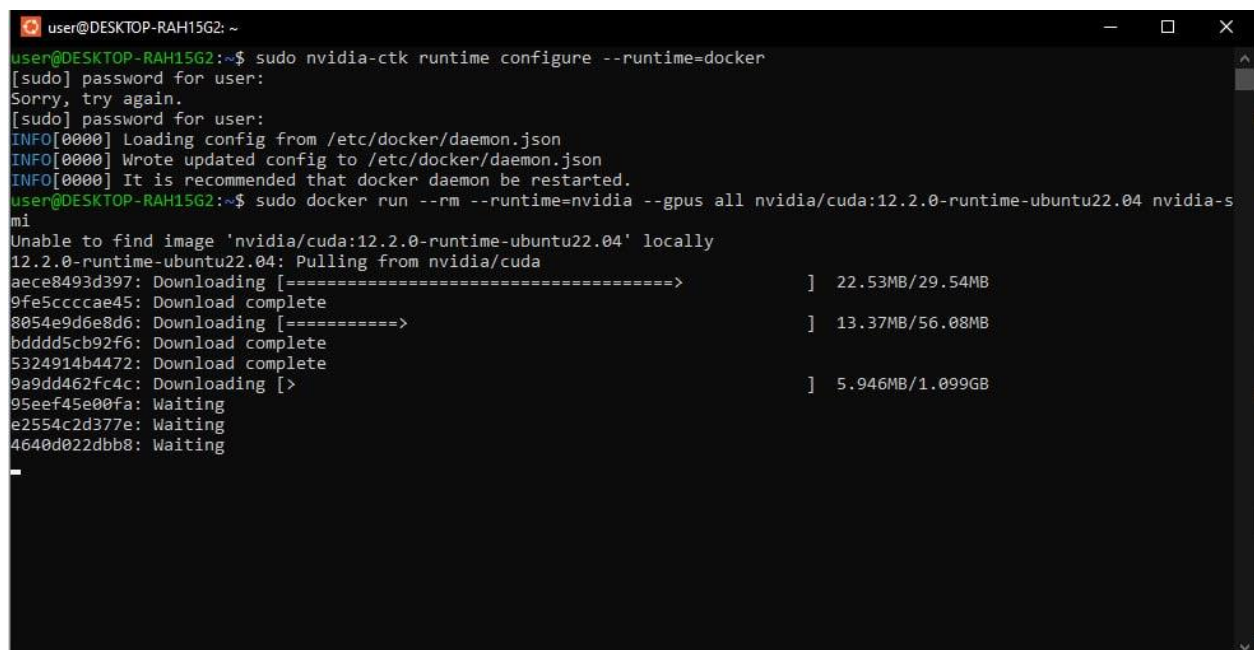 user@DESKTOP-RAH15G2: ~
user@DESKTOP-RAH15G2:~$ sudo nvidia-ctk runtime configure --runtime=docker
[sudo] password for user:
Sorry, try again.
[sudo] password for user:
INFO[0000] Loading config from /etc/docker/daemon.json
INFO[0000] Wrote updated config to /etc/docker/daemon.json
INFO[0000] It is recommended that docker daemon be restarted.
user@DESKTOP-RAH15G2:~$ sudo docker run --rm --runtime=nvidia --gpus all nvidia/cuda:12.2.0-runtime-ubuntu22.04 nvidia-s
mi
Unable to find image 'nvidia/cuda:12.2.0-runtime-ubuntu22.04' locally
12.2.0-runtime-ubuntu22.04: Pulling from nvidia/cuda
aece8493d397: Downloading [======================================>            ]  22.53MB/29.54MB
9fe5ccccae45: Download complete
8054e9d6e8d6: Downloading [===========>                                       ]  13.37MB/56.08MB
bdddd5cb92f6: Download complete
5324914b4472: Download complete
9a9dd462fc4c: Downloading [>                                                  ]  5.946MB/1.099GB
95eef45e00fa: Waiting
e2554c2d377e: Waiting
4640d022dbb8: Waiting